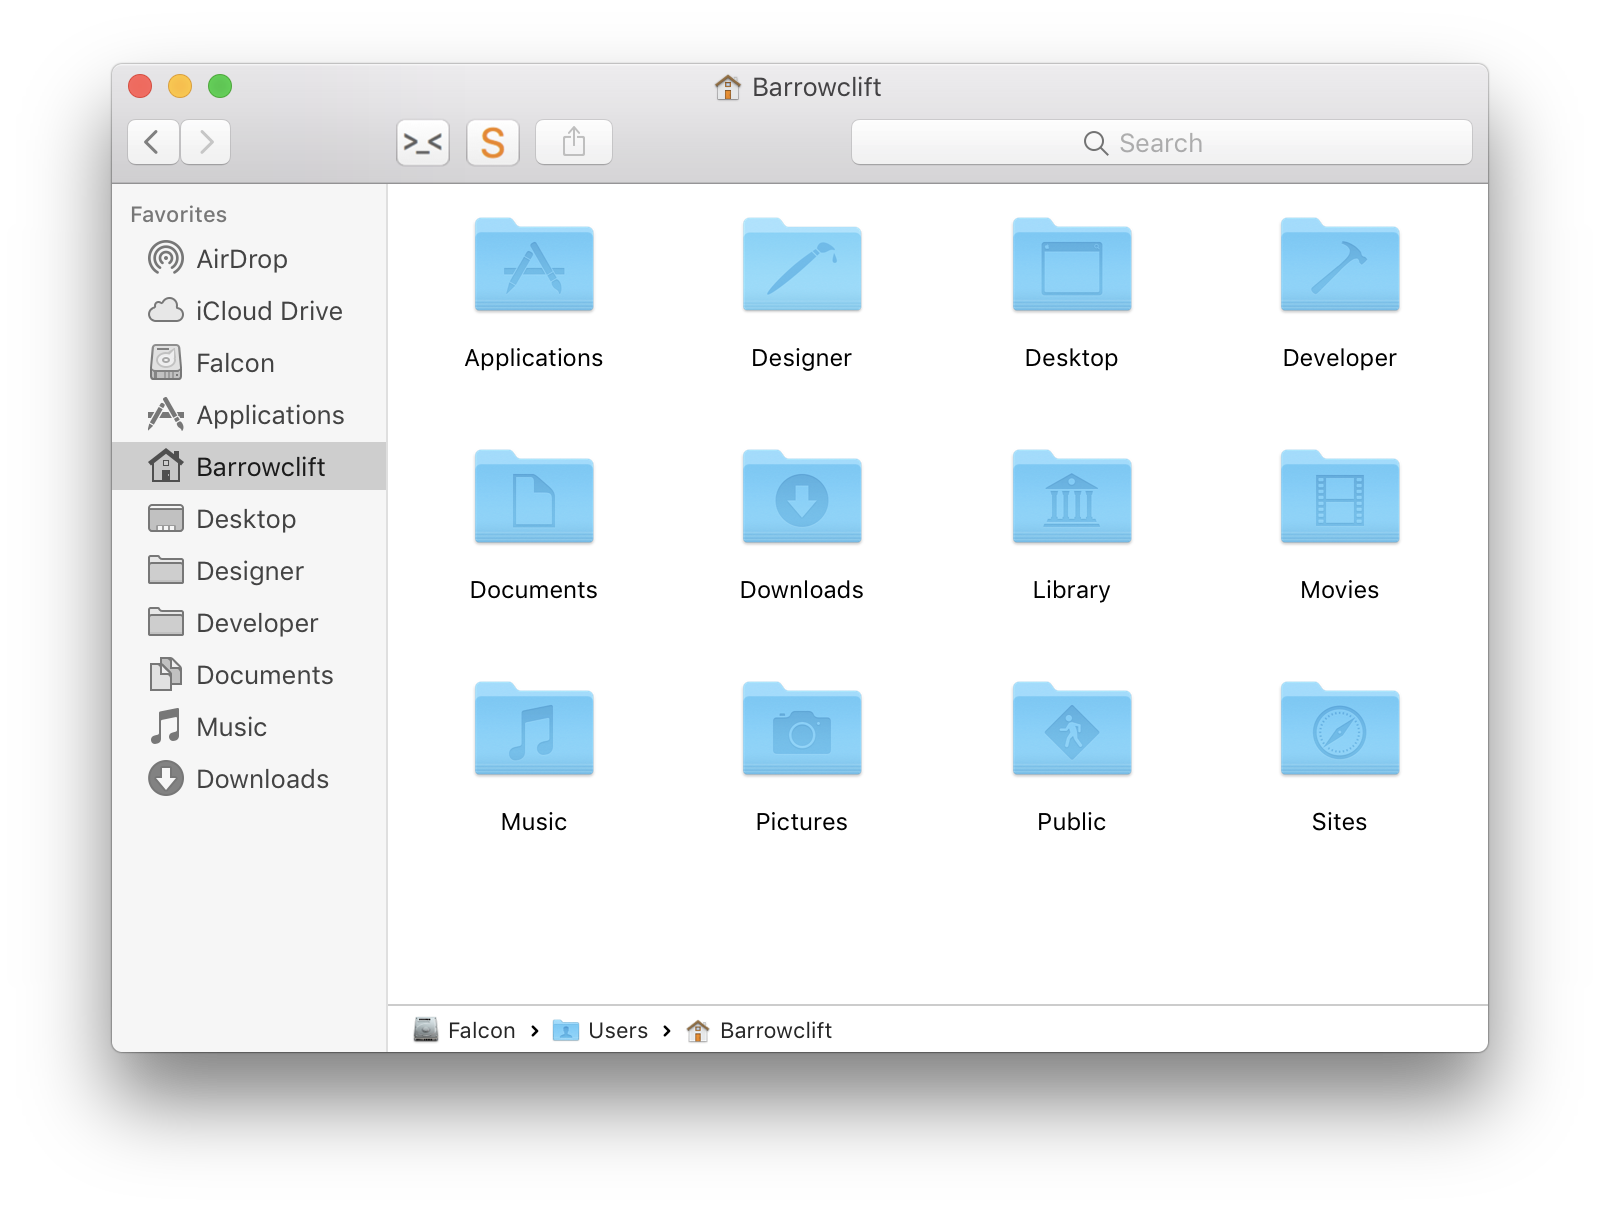 Barrowclift
>_< S Search
Favorites
AirDrop
iCloud Drive
Falcon
Applications
Barrowclift
Desktop
Designer
Developer
Documents
Music
Downloads
Applications Designer Desktop Developer
Documents Downloads Library Movies
Music Pictures Public Sites
Falcon › Users › Barrowclift